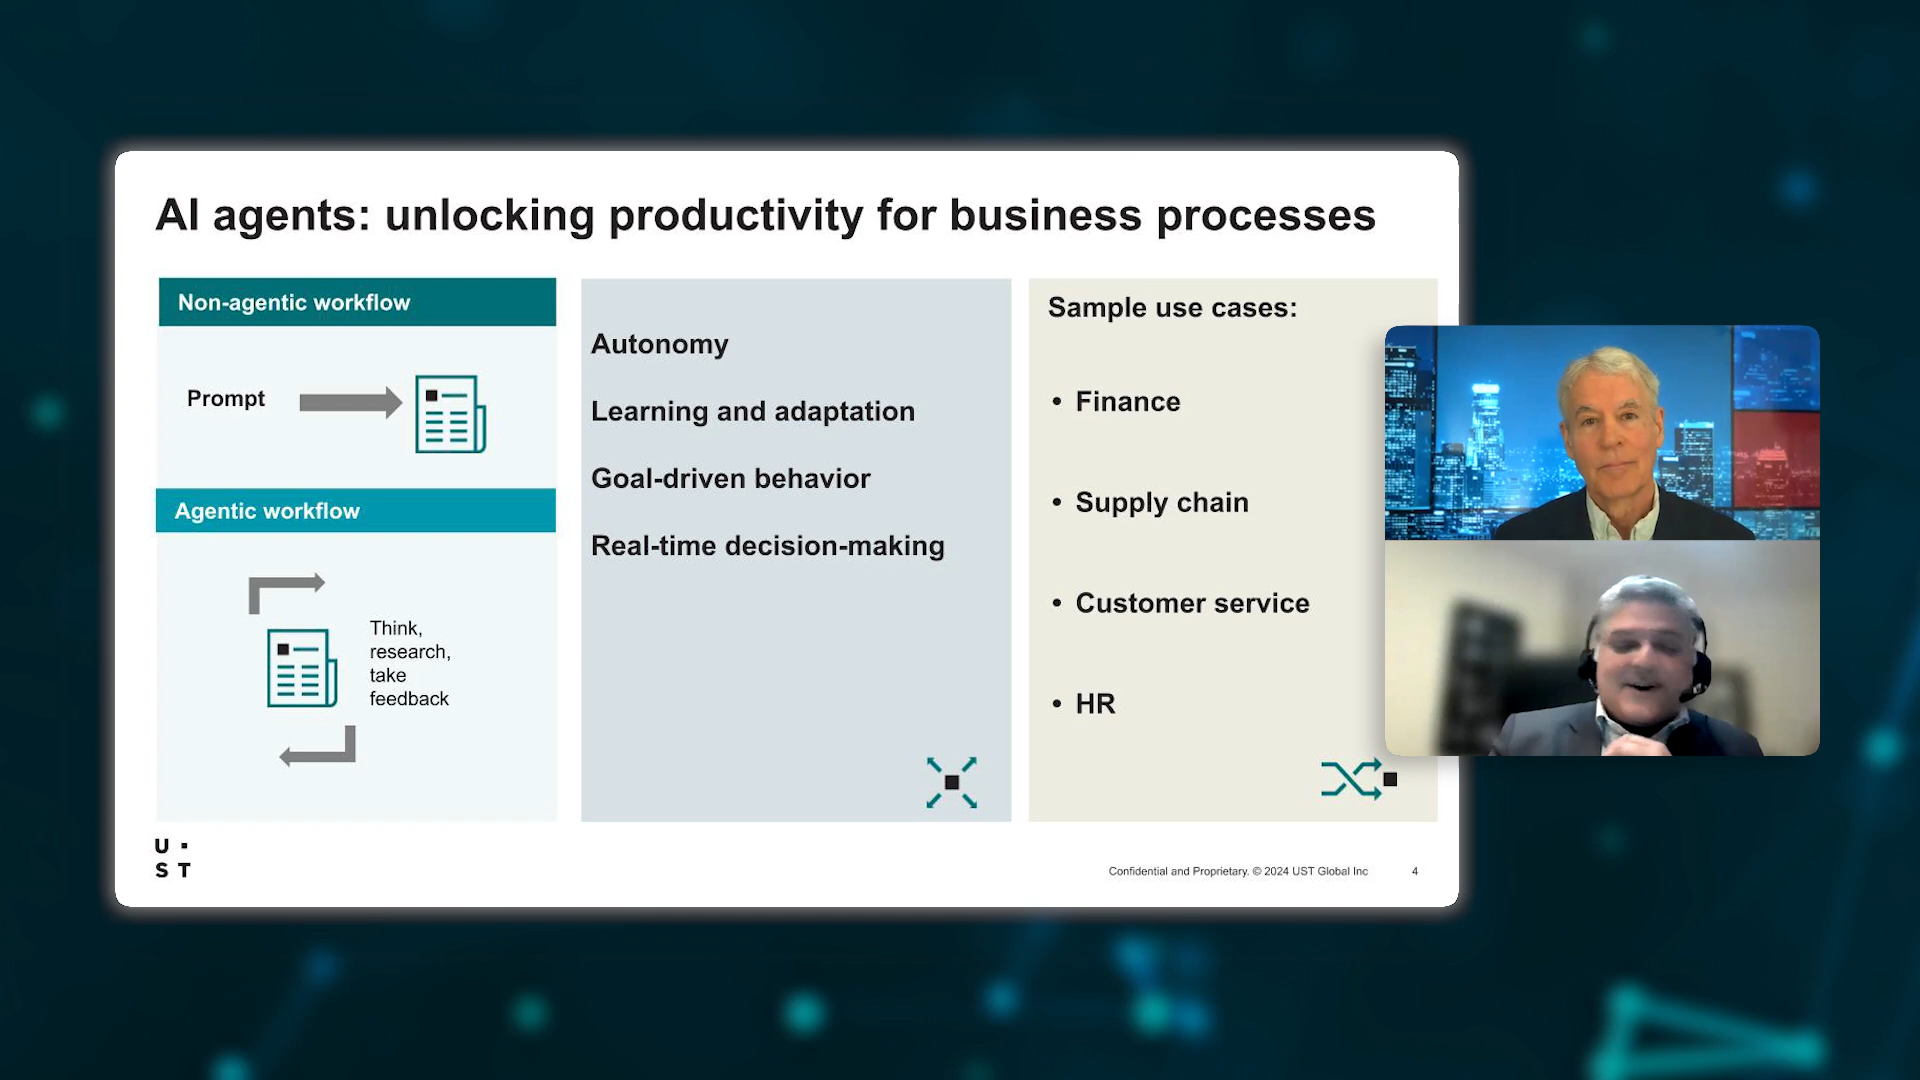 AI agents: unlocking productivity for business processes
Non-agentic workflow
Prompt
Agentic workflow
Think,
research,
take
feedback
Autonomy
Learning and adaptation
Goal-driven behavior
Real-time decision-making
Sample use cases:
• Finance
• Supply chain
• Customer service
• HR
U
S T
Confidential and Proprietary. © 2024 UST Global Inc
4